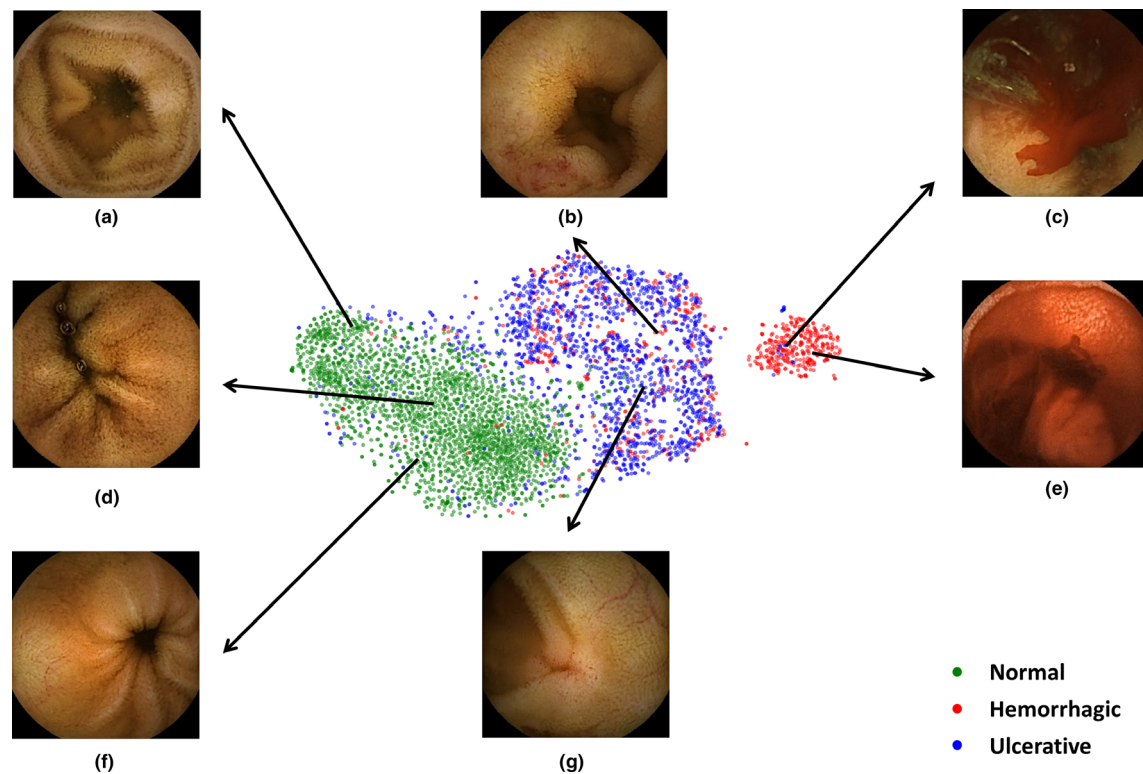 (a)
(b)
(c)
(d)
(e)
(f)
(g)
Normal
Hemorrhagic
Ulcerative